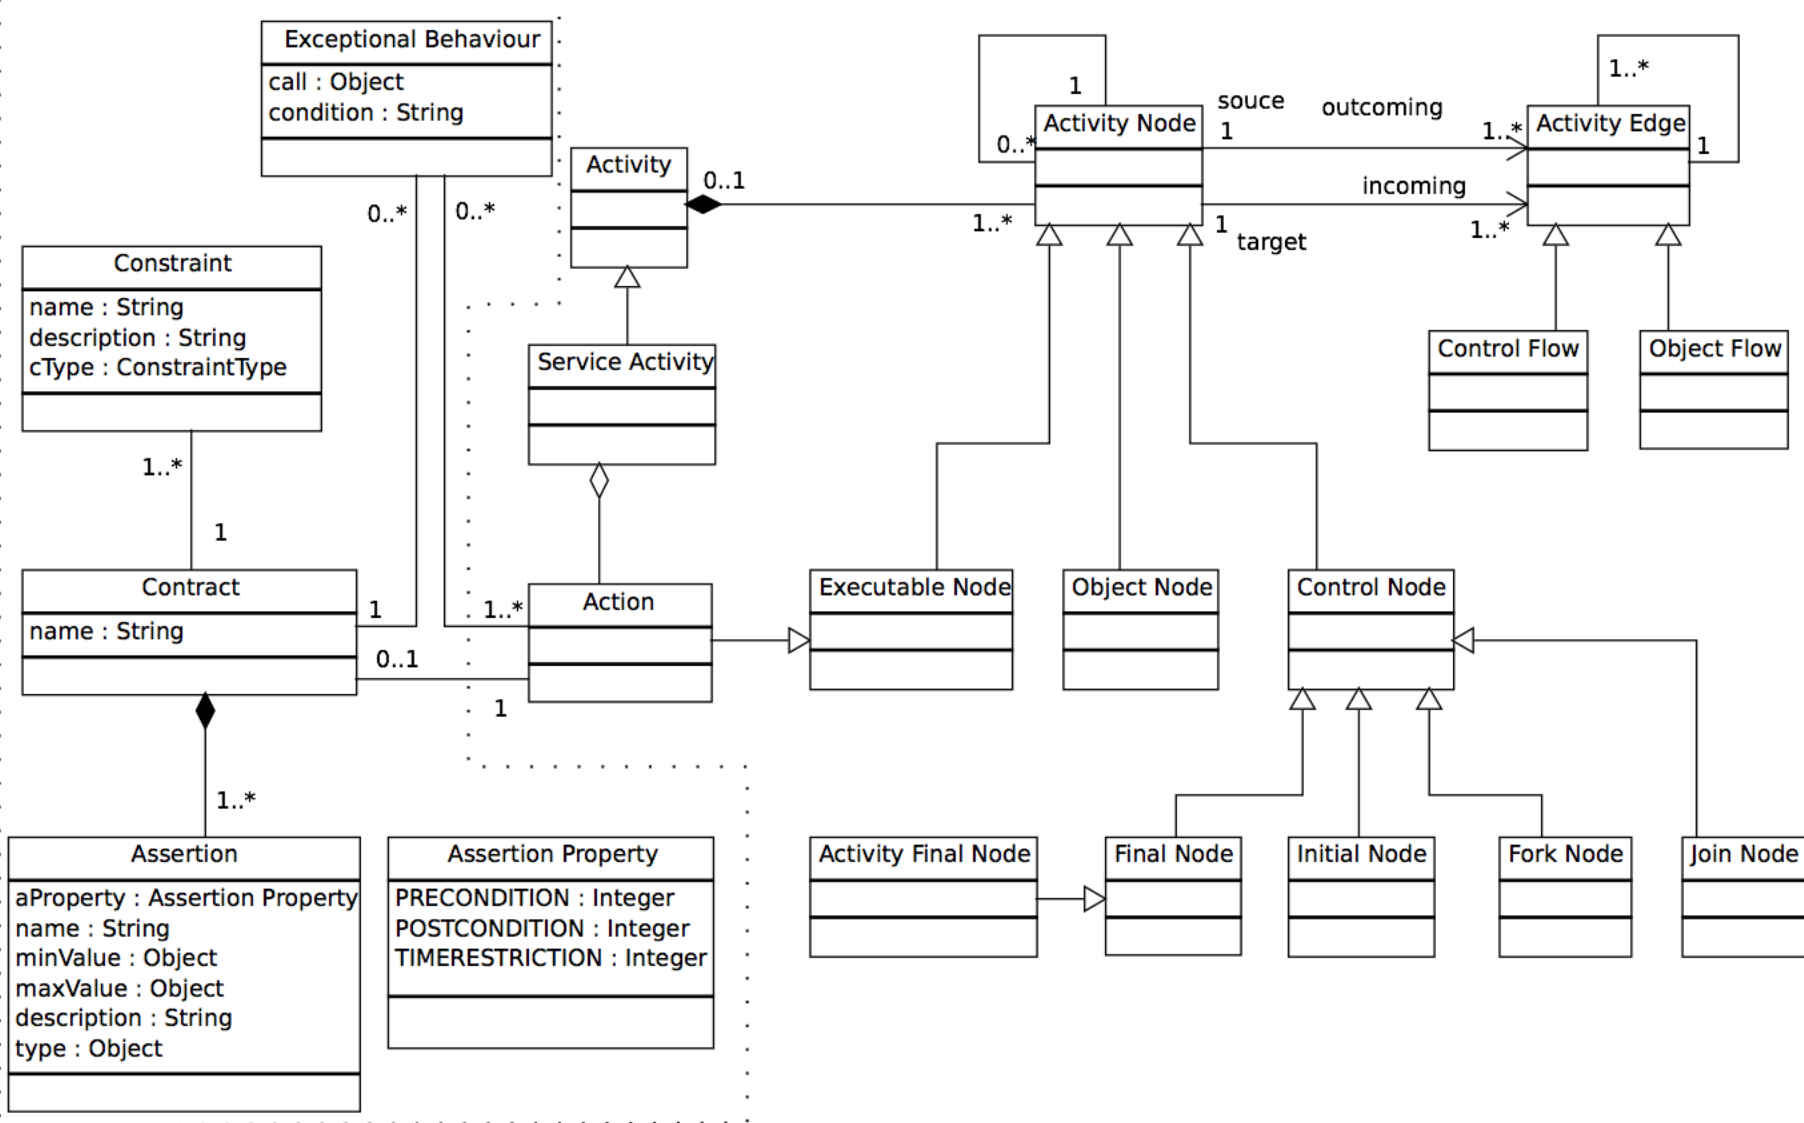 Exceptional Behaviour
call : Object
condition : String
0..*
0..*
Constraint
name : String
description : String
cType : ConstraintType
1..*
1
Contract
name : String
1
0..1
1..*
1
1..*
Assertion
aProperty : Assertion Property
name : String
minValue : Object
maxValue : Object
description : String
type : Object
Assertion Property
PRECONDITION : Integer
POSTCONDITION : Integer
TIMERESTRICTION : Integer
Activity
0..1
1..*
Service Activity
Action
1
0..*
Activity Node
souce
1
outcoming
1..*
incoming
1
target
1..*
1..*
Activity Edge
1
Control Flow
Object Flow
Executable Node
Object Node
Control Node
Activity Final Node
Final Node
Initial Node
Fork Node
Join Node